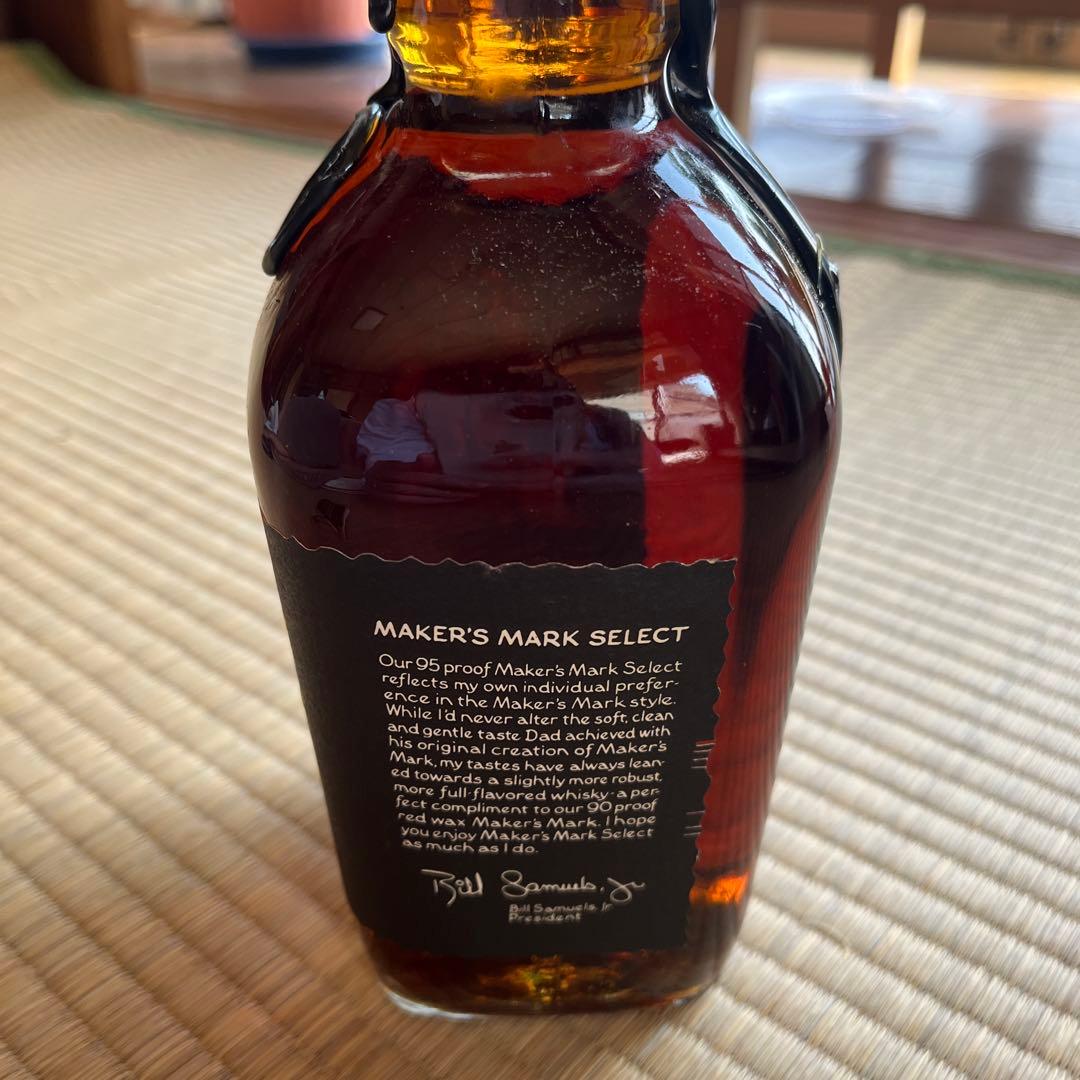 MAKER'S MARK SELECT
Our 95 proof Maker's Mark Select
reflects my own individual prefer-
ence in the Maker's Mark style.
While I'd never alter the soft, clean
and gentle taste Dad achieved with
his original creation of Maker's
Mark, my tastes have always lean-
ed towards a slightly more robust,
more full-flavored whisky-a per-
fect compliment to our 90 proof
red wax Maker's Mark. I hope
you enjoy Maker's Mark Select
as much as I do.
Bill Samuels, Jr
Bill Samuels Jr
President